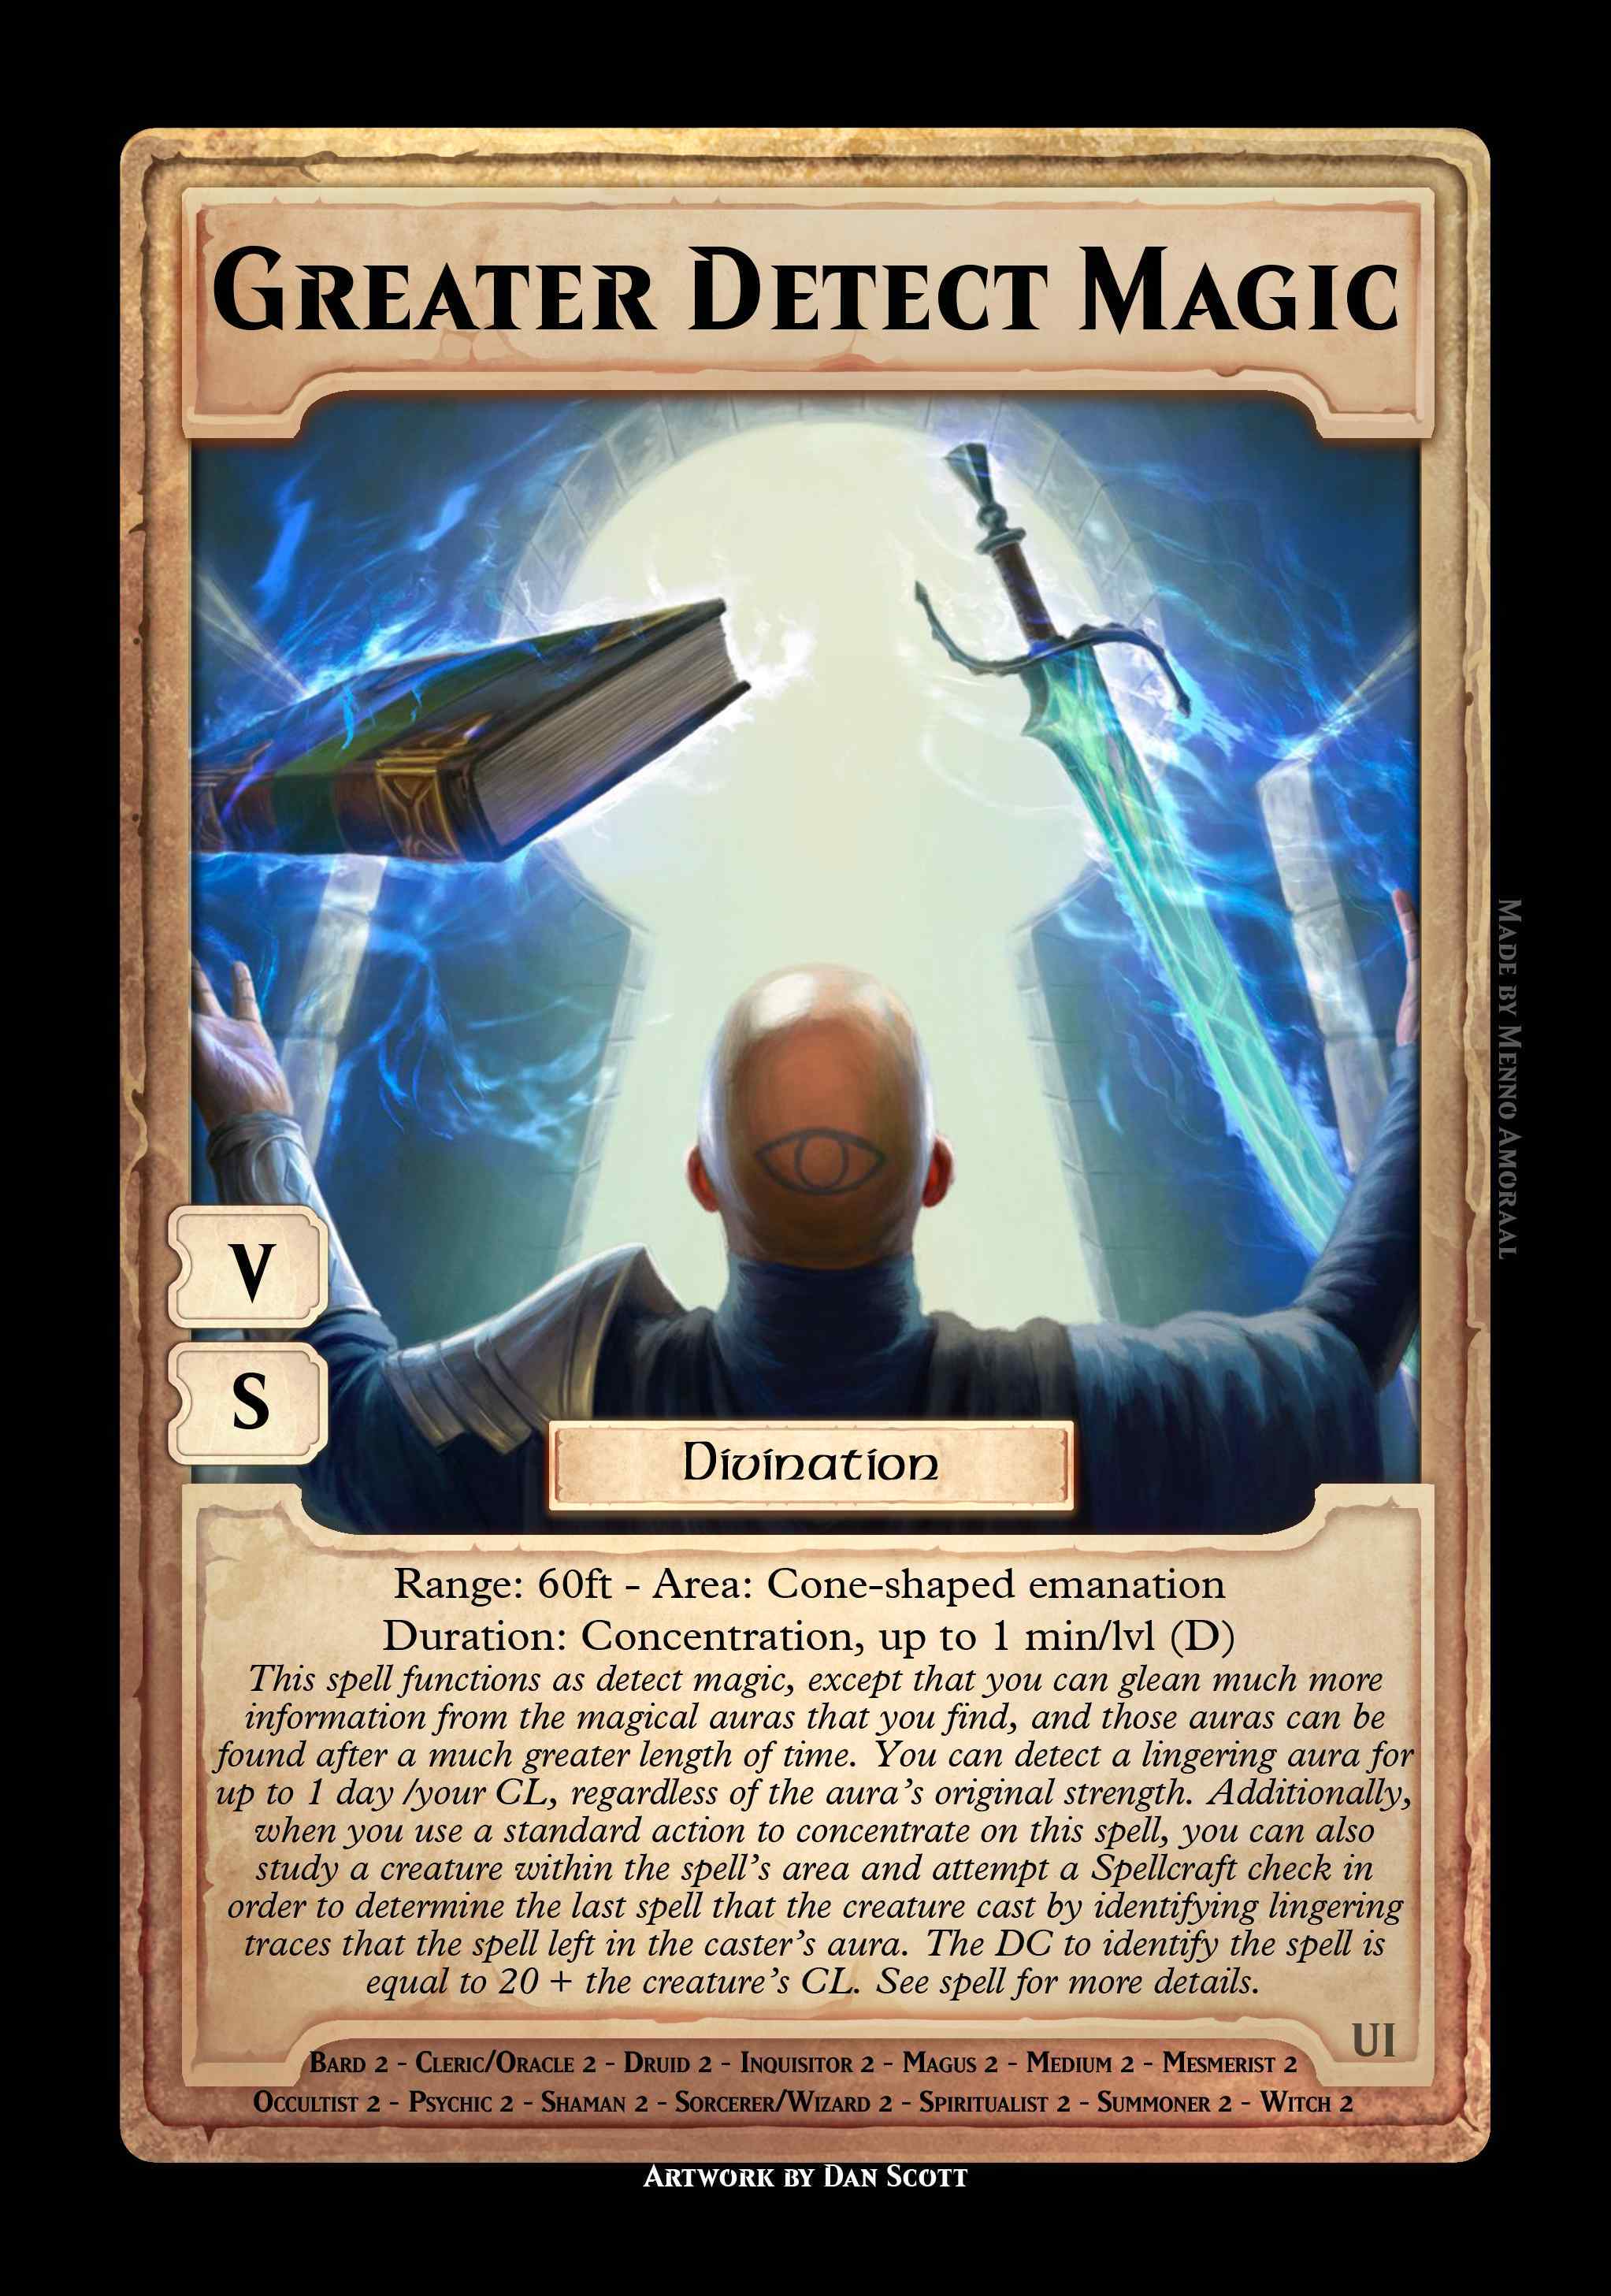 Greater Detect Magic
V
S
Divination
Range: 60ft - Area: Cone-shaped emanation
Duration: Concentration, up to 1 min/lvl (D)
This spell functions as detect magic, except that you can glean much more
information from the magical auras that you find, and those auras can be
found after a much greater length of time. You can detect a lingering aura for
up to 1 day /your CL, regardless of the aura's original strength. Additionally,
when you use a standard action to concentrate on this spell, you can also
study a creature within the spell's area and attempt a Spellcraft check in
order to determine the last spell that the creature cast by identifying lingering
traces that the spell left in the caster's aura. The DC to identify the spell is
equal to 20 + the creature's CL. See spell for more details.
UI
Bard 2 - Cleric/Oracle 2 - Druid 2 - Inquisitor 2 - Magus 2 - Medium 2 - Mesmerist 2
Occultist 2 - Psychic 2 - Shaman 2 - Sorcerer/Wizard 2 - Spiritualist 2 - Summoner 2 - Witch 2
Artwork by Dan Scott
Made by Menno Amoraal